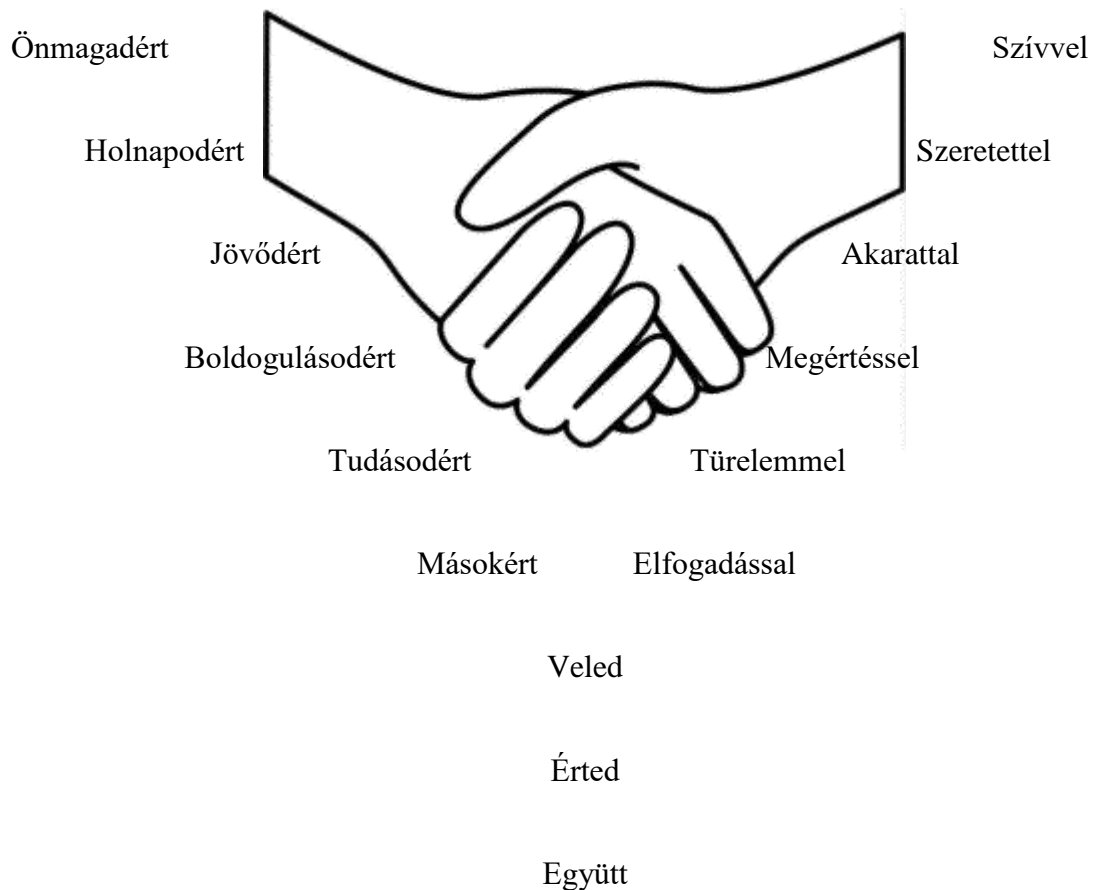 Önmagadért Szívvel
Holnapodért Szeretettel
Jövődért Akarattal
Boldogulásodért Megértéssel
Tudásodért Türelemmel
Másokért Elfogadással
Veled
Érted
Együtt